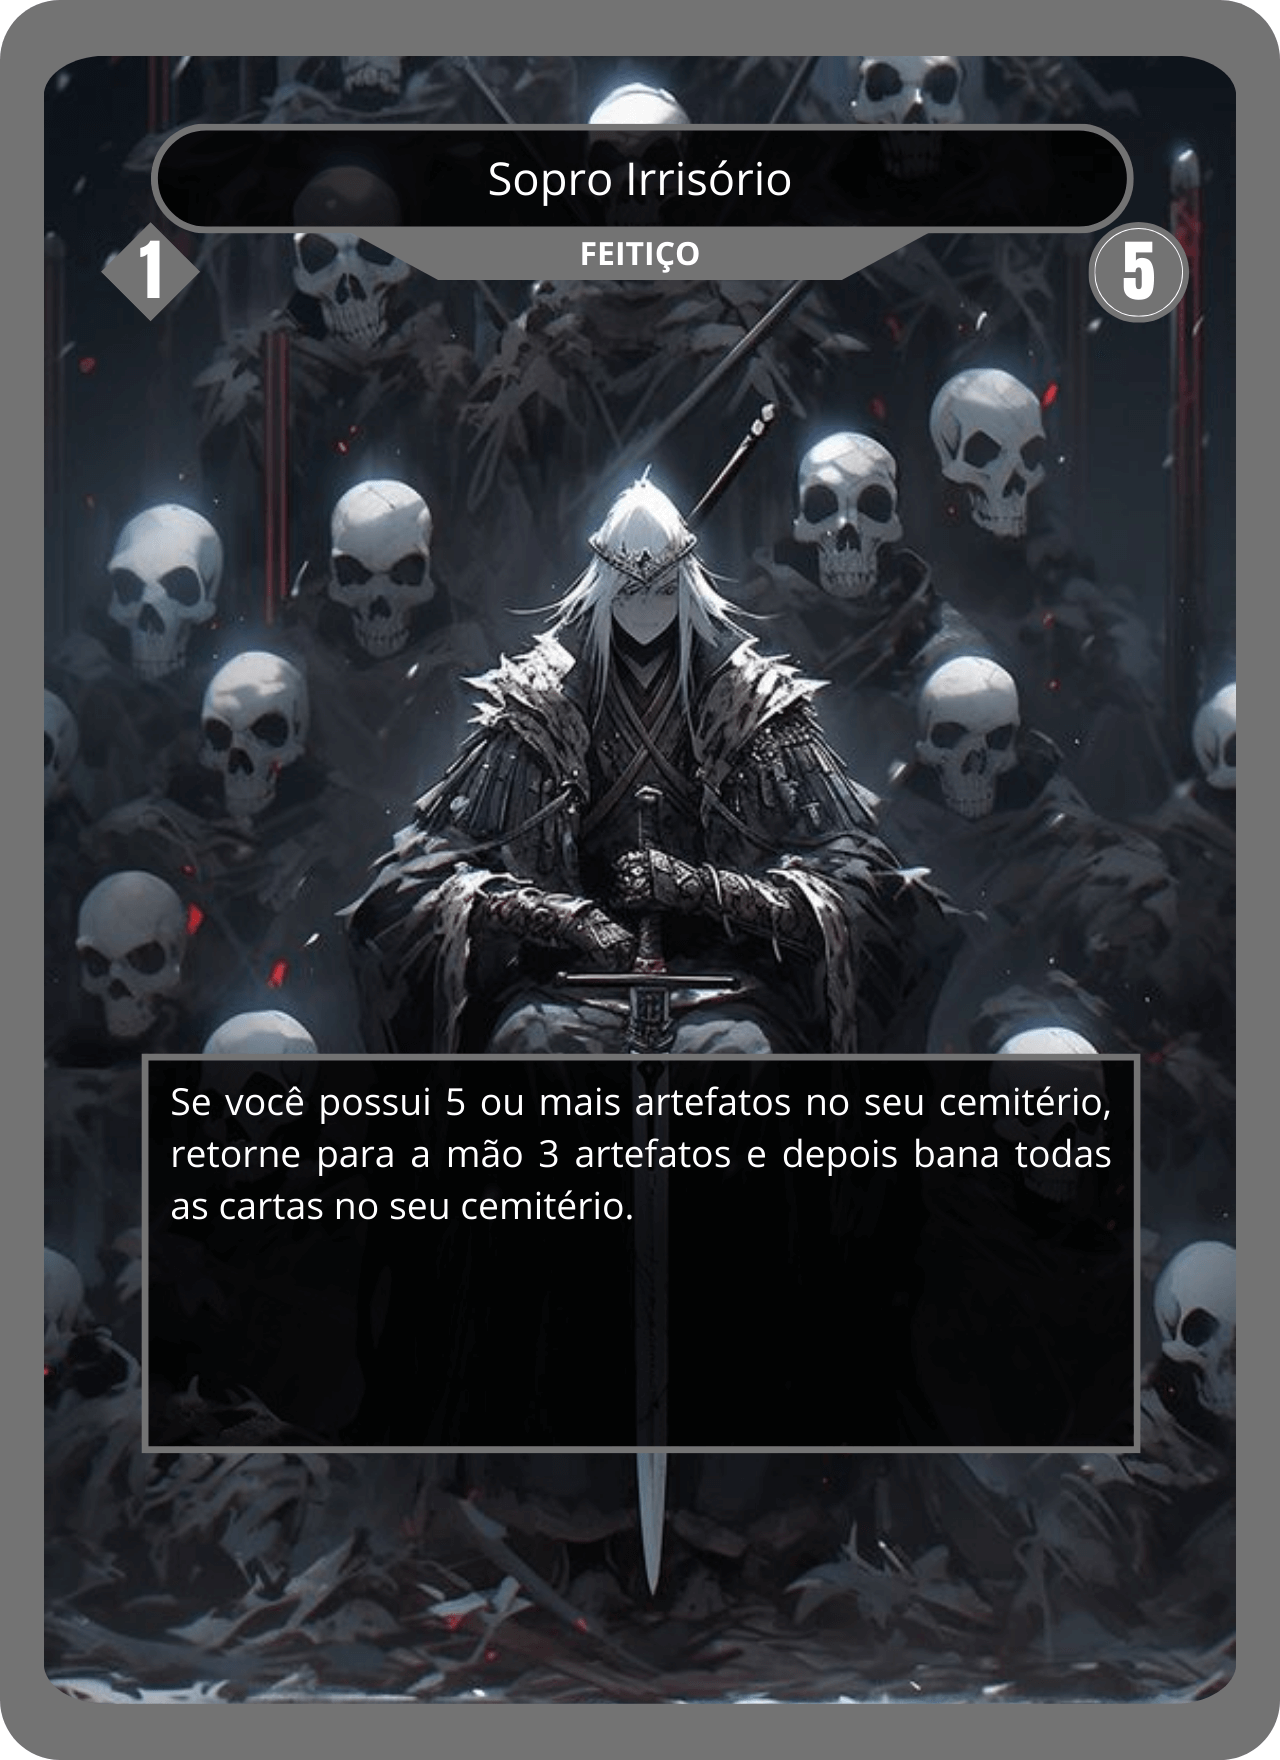 Sopro Irrisório
FEITIÇO
1
5
Se você possui 5 ou mais artefatos no seu cemitério,
retorne para a mão 3 artefatos e depois bana todas
as cartas no seu cemitério.